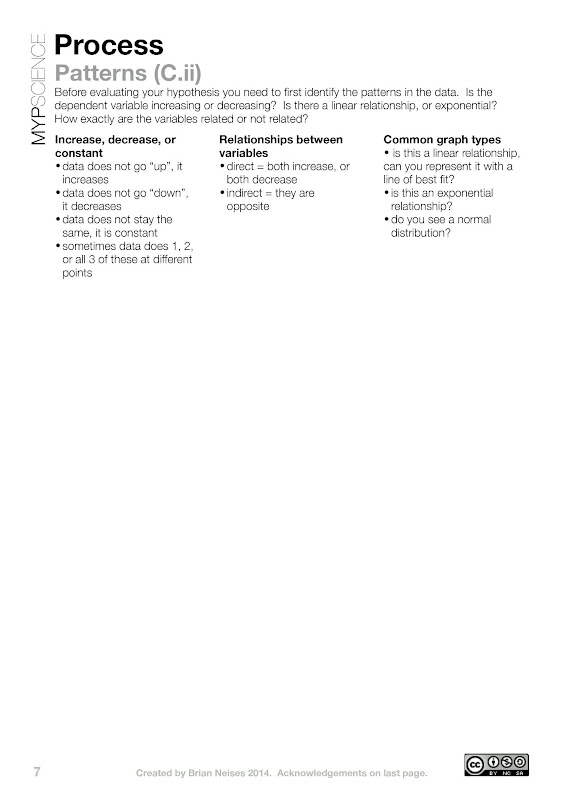 MYPSCIENCE
Process
Patterns (C.ii)
Before evaluating your hypothesis you need to first identify the patterns in the data.  Is the
dependent variable increasing or decreasing?  Is there a linear relationship, or exponential?
How exactly are the variables related or not related?
Increase, decrease, or
constant
• data does not go “up”, it
increases
• data does not go “down”,
it decreases
• data does not stay the
same, it is constant
• sometimes data does 1, 2,
or all 3 of these at different
points
Relationships between
variables
• direct = both increase, or
both decrease
• indirect = they are
opposite
Common graph types
• is this a linear relationship,
can you represent it with a
line of best fit?
• is this an exponential
relationship?
• do you see a normal
distribution?
7
Created by Brian Neises 2014.  Acknowledgements on last page.
cc
BY NC SA